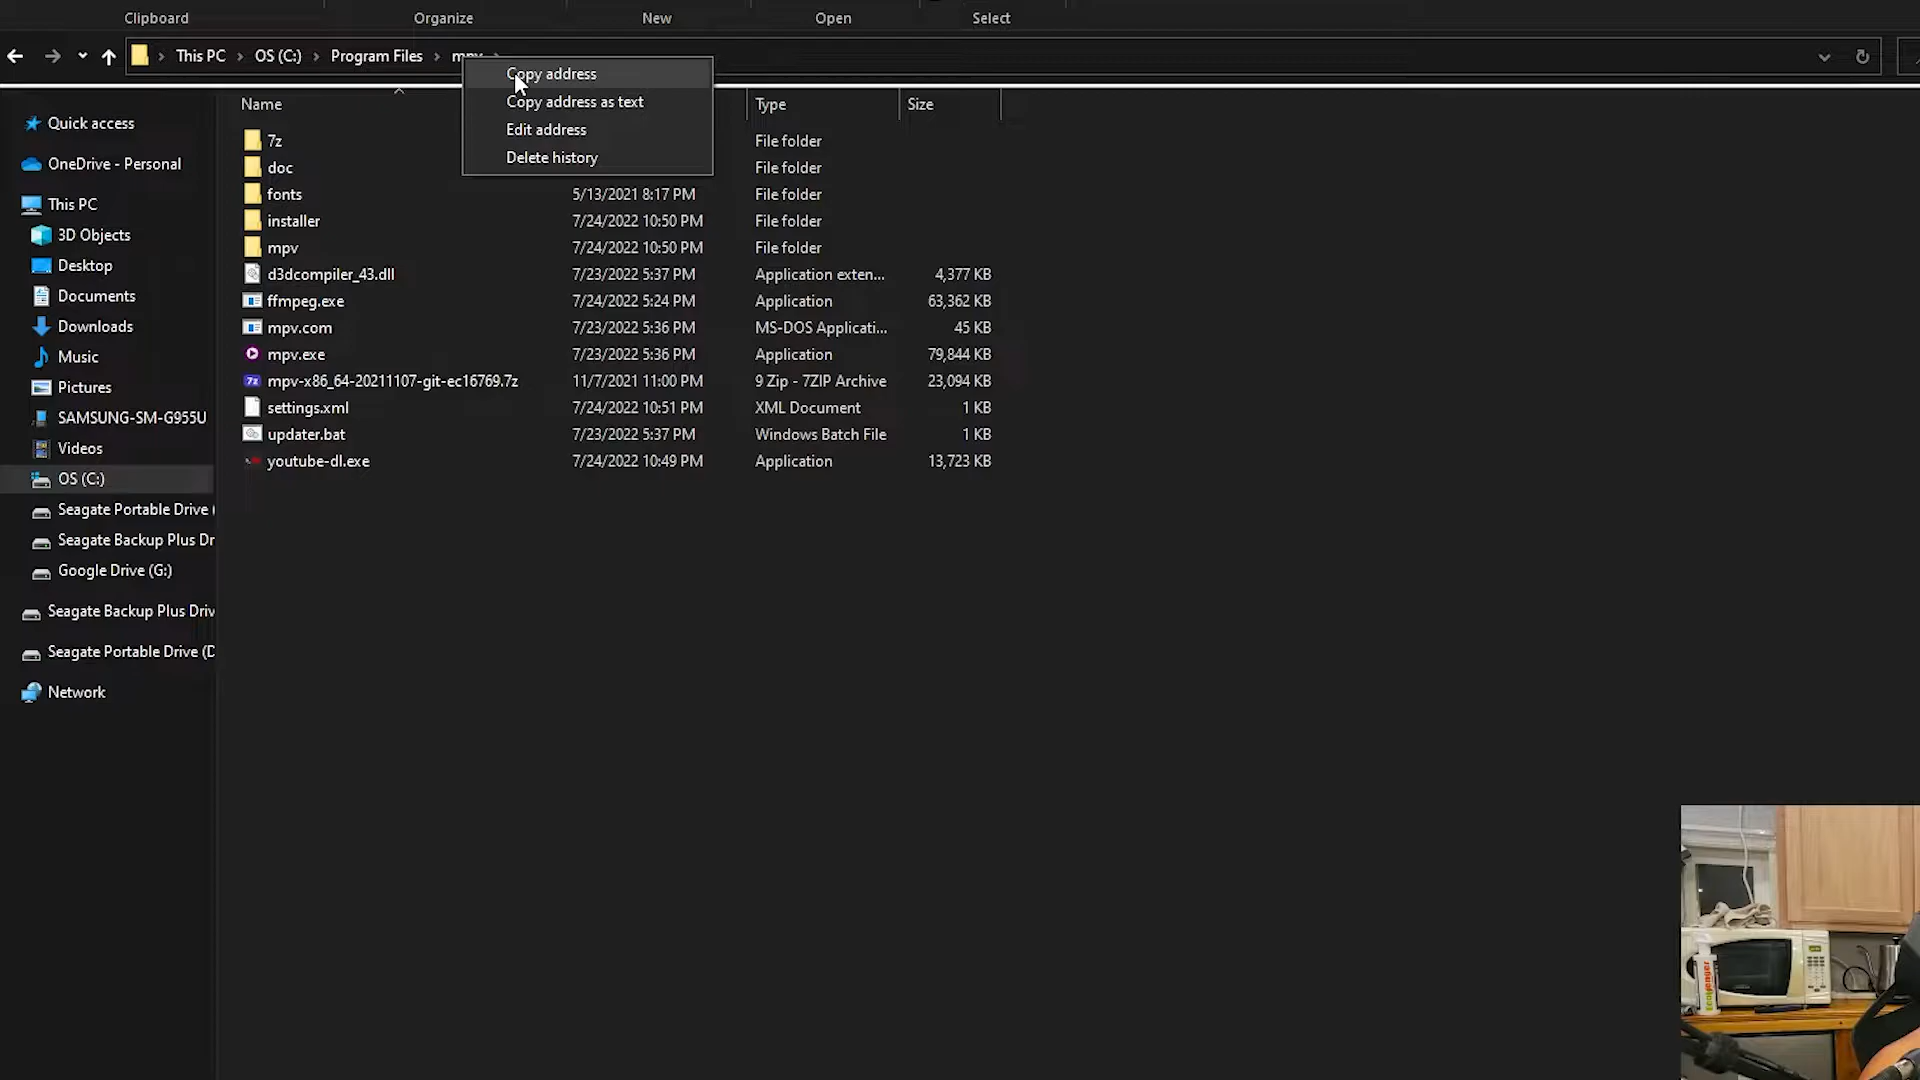 Clipboard Organize New Open Select
This PC OS (C:) Program Files
Copy address
Copy address as text
Edit address
Delete history
Name Type Size
Quick access
OneDrive - Personal
This PC
3D Objects
Desktop
Documents
Downloads
Music
Pictures
SAMSUNG-SM-G955U
Videos
OS (C:)
Seagate Portable Drive (
Seagate Backup Plus Dr
Google Drive (G:)
Seagate Backup Plus Driv
Seagate Portable Drive (D
Network
7z File folder
doc File folder
fonts 5/13/2021 8:17 PM File folder
installer 7/24/2022 10:50 PM File folder
mpv 7/24/2022 10:50 PM File folder
d3dcompiler_43.dll 7/23/2022 5:37 PM Application exten... 4,377 KB
ffmpeg.exe 7/24/2022 5:24 PM Application 63,362 KB
mpv.com 7/23/2022 5:36 PM MS-DOS Applicati... 45 KB
mpv.exe 7/23/2022 5:36 PM Application 79,844 KB
7z mpv-x86_64-20211107-git-ec16769.7z 11/7/2021 11:00 PM 9 Zip - 7ZIP Archive 23,094 KB
settings.xml 7/24/2022 10:51 PM XML Document 1 KB
updater.bat 7/23/2022 5:37 PM Windows Batch File 1 KB
youtube-dl.exe 7/24/2022 10:49 PM Application 13,723 KB